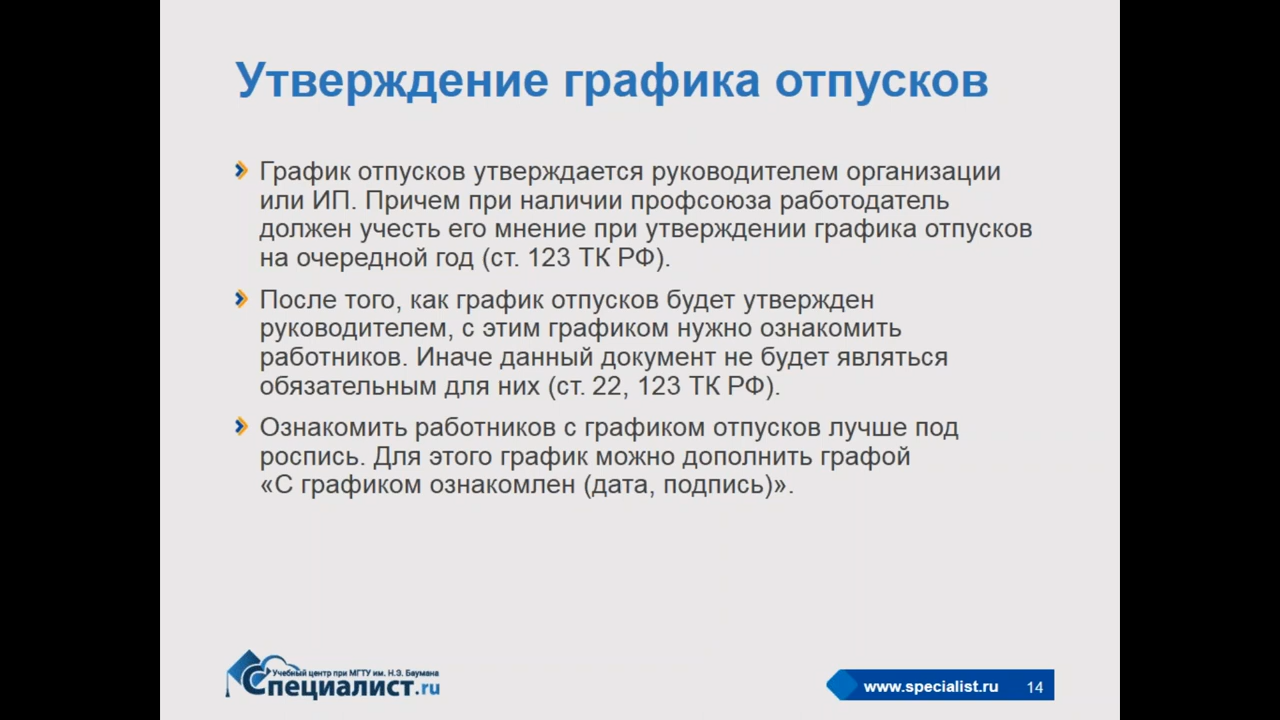 Утверждение графика отпусков
График отпусков утверждается руководителем организации
или ИП. Причем при наличии профсоюза работодатель
должен учесть его мнение при утверждении графика отпусков
на очередной год (ст. 123 ТК РФ).
После того, как график отпусков будет утвержден
руководителем, с этим графиком нужно ознакомить
работников. Иначе данный документ не будет являться
обязательным для них (ст. 22, 123 ТК РФ).
Ознакомить работников с графиком отпусков лучше под
роспись. Для этого график можно дополнить графой
«С графиком ознакомлен (дата, подпись)».
Учебный центр при МГТУ им. Н.Э. Баумана
Специалист.ru
www.specialist.ru 14